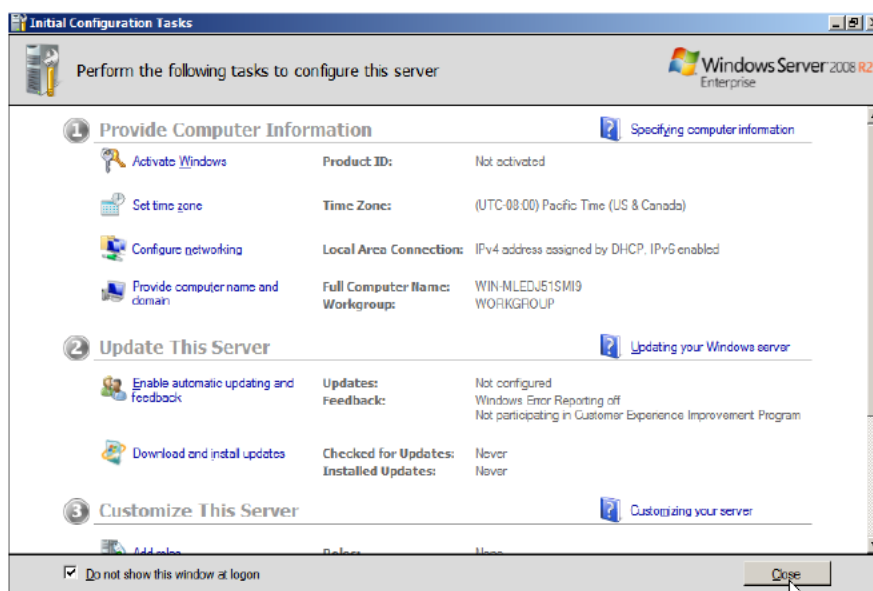 Initial Configuration Tasks
Perform the following tasks to configure this server
Windows Server 2008 R2
Enterprise
1 Provide Computer Information
Specifying computer information
Activate Windows Product ID: Not activated
Set time zone Time Zone: (UTC-08:00) Pacific Time (US & Canada)
Configure networking Local Area Connection: IPv4 address assigned by DHCP, IPv6 enabled
Provide computer name and domain
Full Computer Name: WIN-MLEDJ51SMI9
Workgroup: WORKGROUP
2 Update This Server
Updating your Windows server
Enable automatic updating and feedback
Updates: Not configured
Feedback: Windows Error Reporting off
Not participating in Customer Experience Improvement Program
Download and install updates
Checked for Updates: Never
Installed Updates: Never
3 Customize This Server
Customizing your server
Add roles Roles: None
Do not show this window at logon
Close